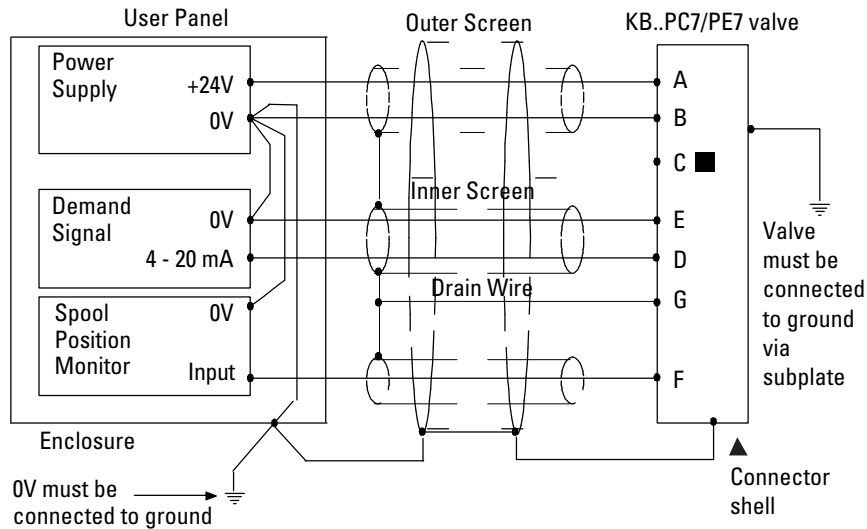 User Panel
Outer Screen
KB..PC7/PE7 valve
Power
Supply
+24V
0V
A
B
C
Inner Screen
Demand
Signal
0V
4 - 20 mA
E
D
Drain Wire
G
Spool
Position
Monitor
0V
Input
F
Valve
must be
connected
to ground
via
subplate
Enclosure
0V must be
connected to ground
Connector
shell